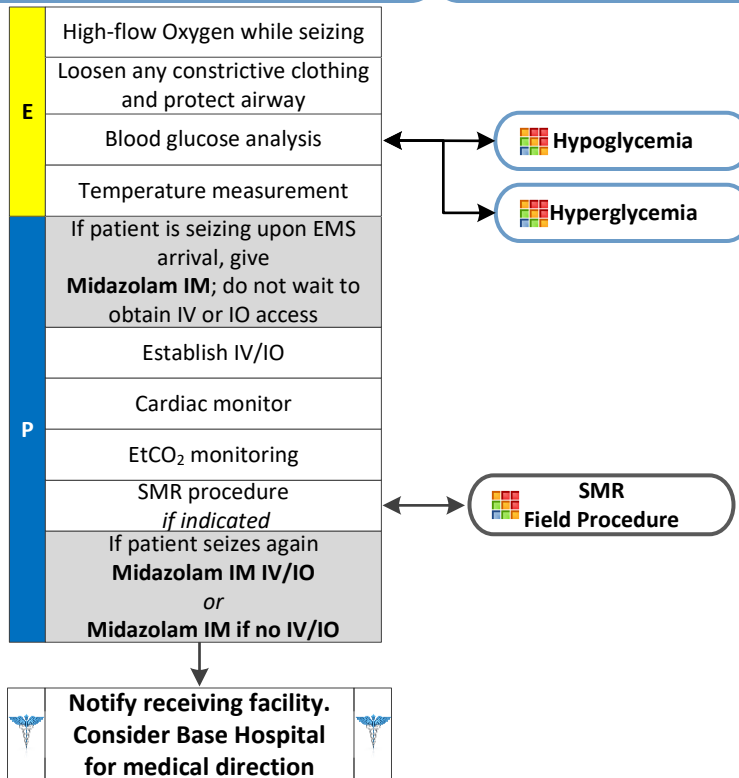 High-flow Oxygen while seizing
Loosen any constrictive clothing
and protect airway
E
Blood glucose analysis
Hypoglycemia
Temperature measurement
Hyperglycemia
If patient is seizing upon EMS
arrival, give
Midazolam IM; do not wait to
obtain IV or IO access
Establish IV/IO
Cardiac monitor
P
EtCO₂ monitoring
SMR procedure
if indicated
SMR
Field Procedure
If patient seizes again
Midazolam IM IV/IO
or
Midazolam IM if no IV/IO
Notify receiving facility.
Consider Base Hospital
for medical direction